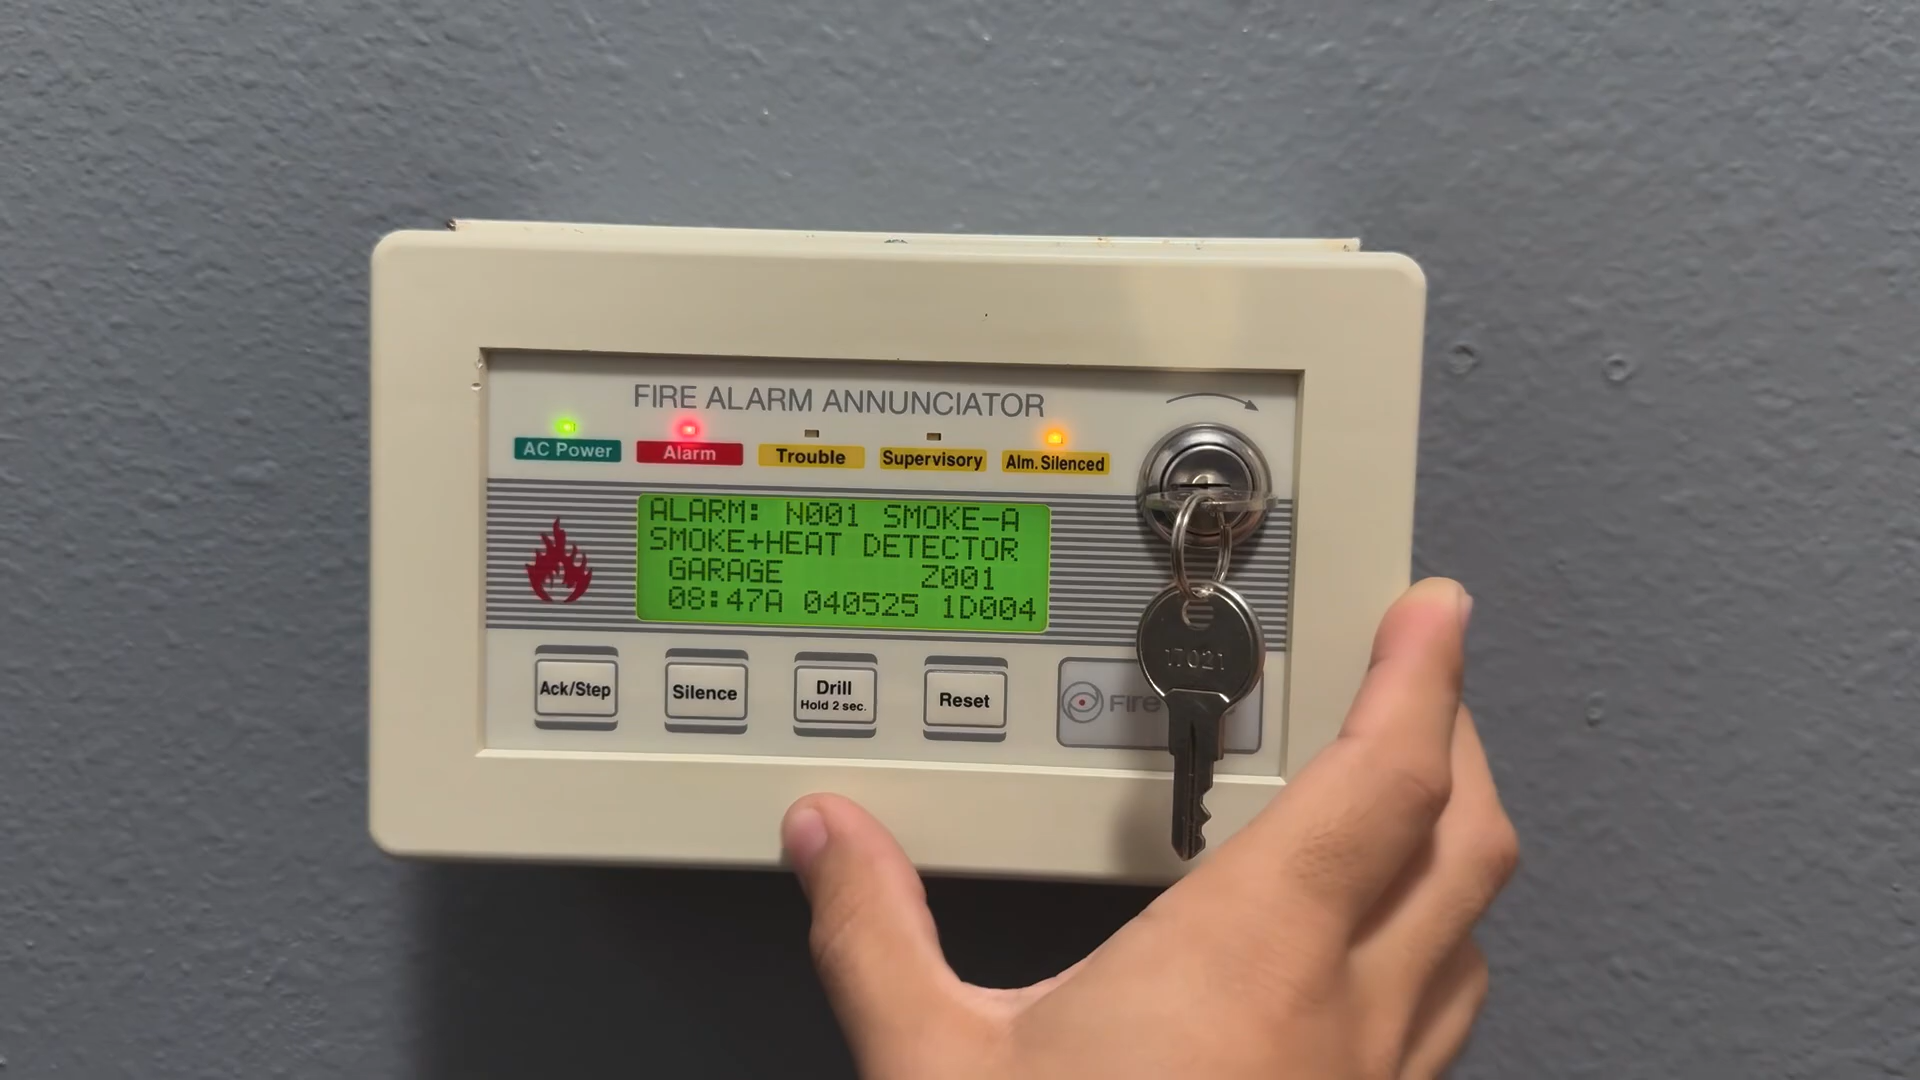 FIRE ALARM ANNUNCIATOR
AC Power
Alarm
Trouble
Supervisory
Alm. Silenced
ALARM: N001 SMOKE-A
SMOKE+HEAT DETECTOR
GARAGE Z001
08:47A 040525 1D004
Ack/Step
Silence
Drill
Hold 2 sec.
Reset
Fire
17021